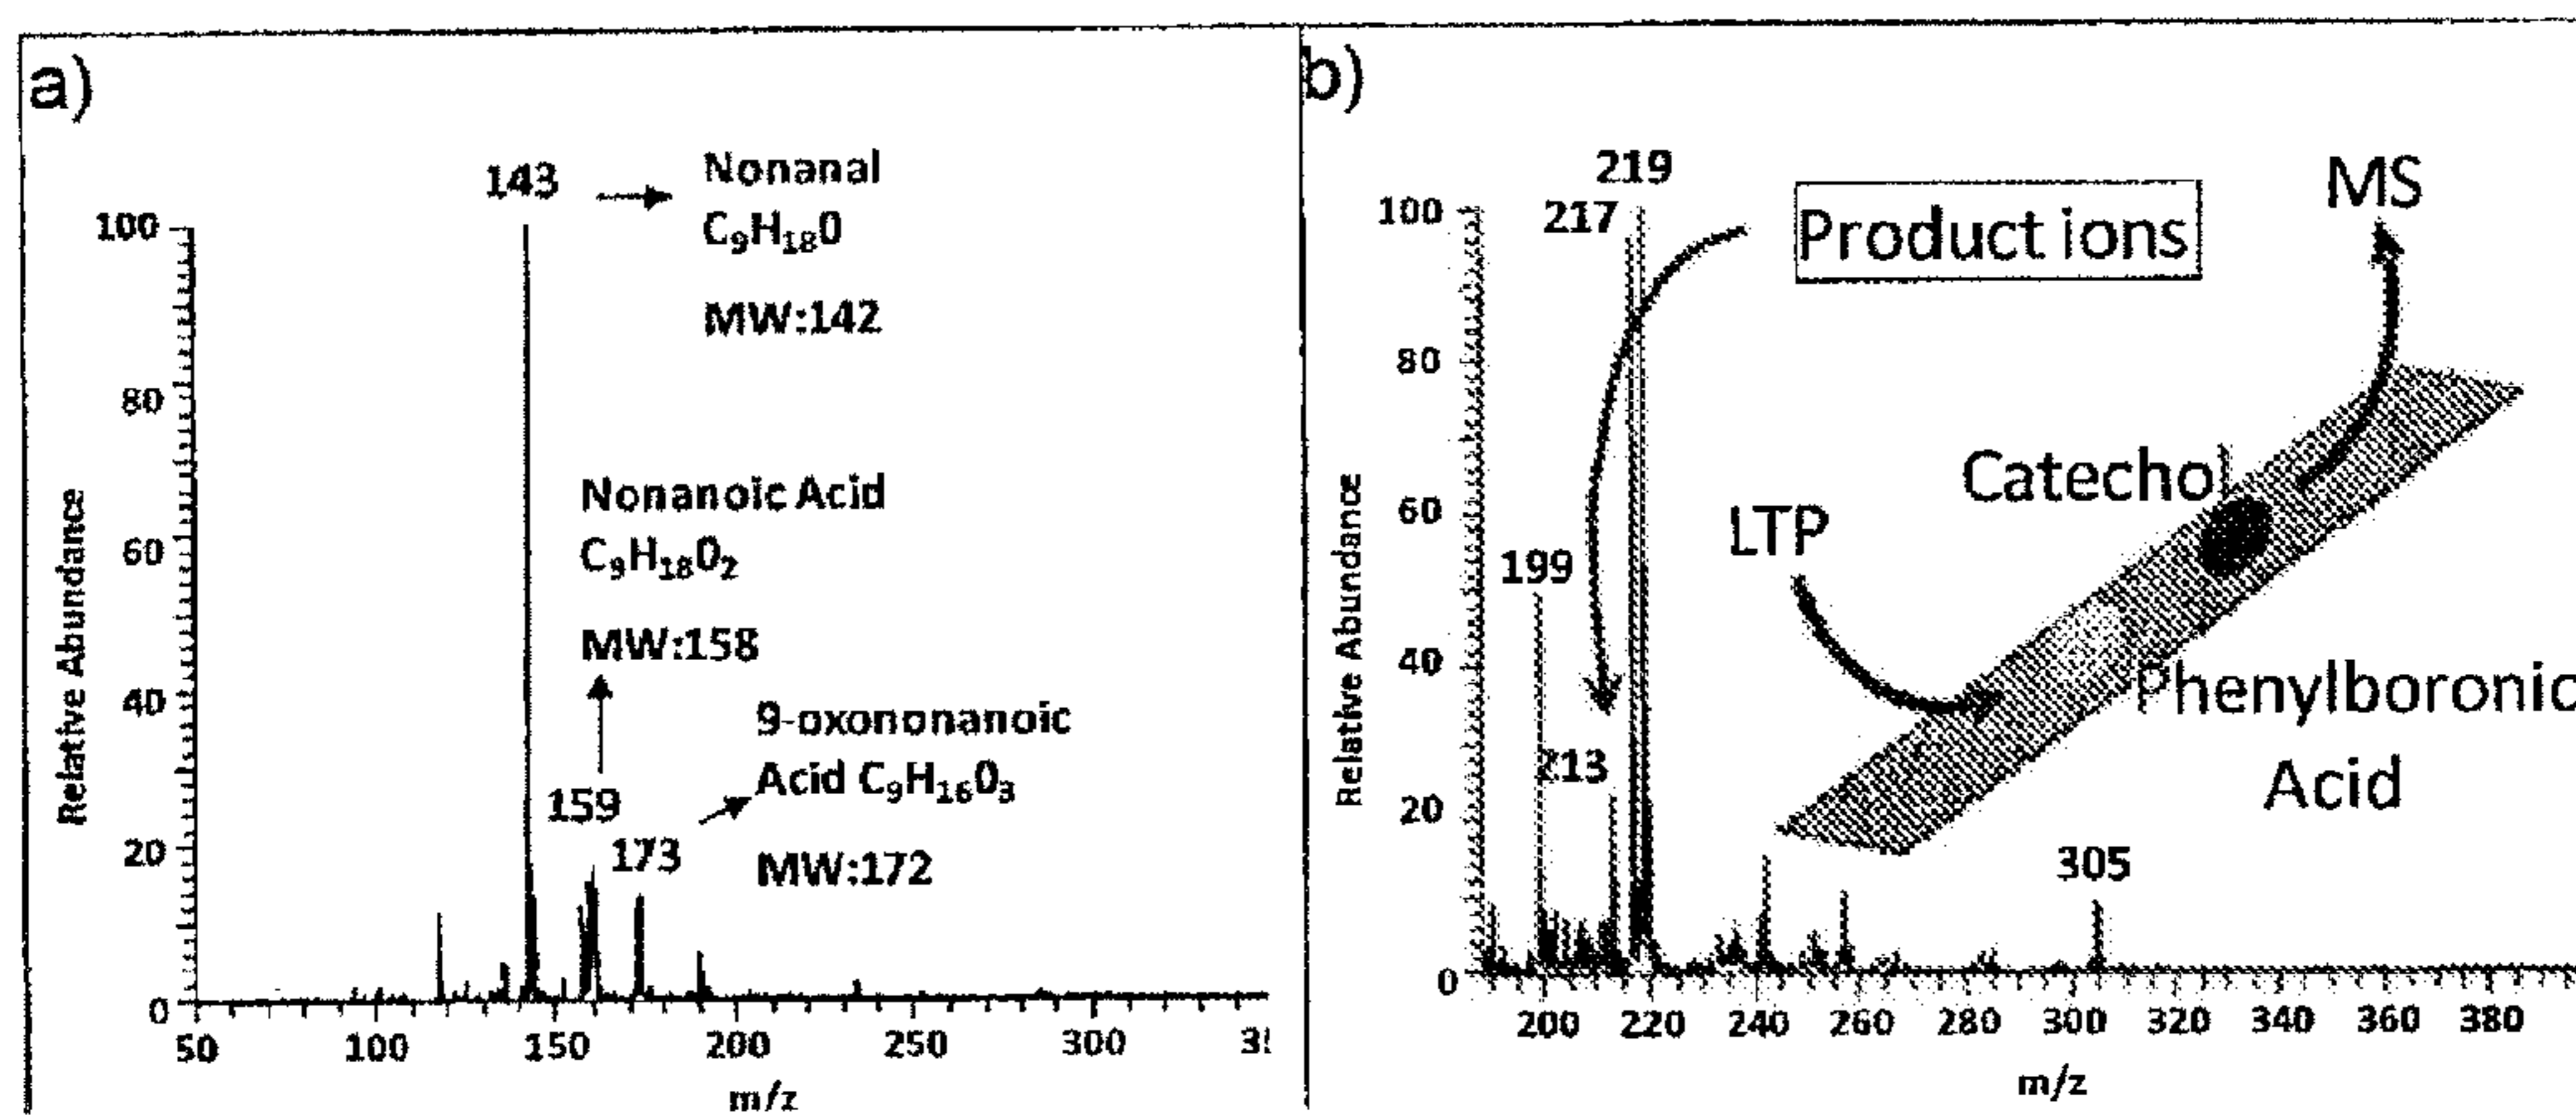 a)
143
Nonanal
C₉H₁₈0
MW:142
Nonanoic Acid
C₉H₁₈0₂
MW:158
159
9-oxononanoic
Acid C₉H₁₆0₃
MW:172
173
Relative Abundance
100
80
60
40
20
0
50 100 150 200 250 300
m/z
b)
219
217
Product ions
MS
199
LTP
Catechol
213
Phenylboronic
Acid
305
Relative Abundance
100
80
60
40
20
0
200 220 240 260 280 300 320 340 360 380
m/z